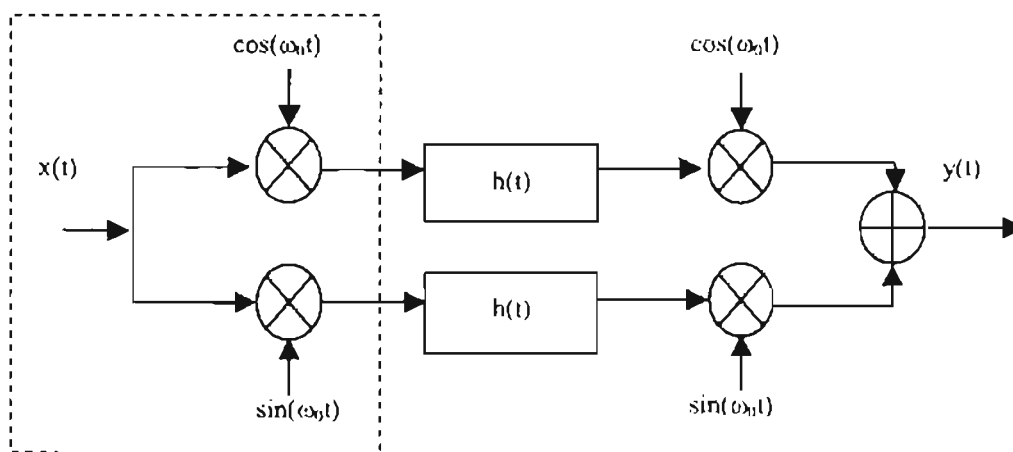 cos(ω₀t)
cos(ω₀t)
x(t)
h(t)
y(t)
h(t)
sin(ω₀t)
sin(ω₀t)